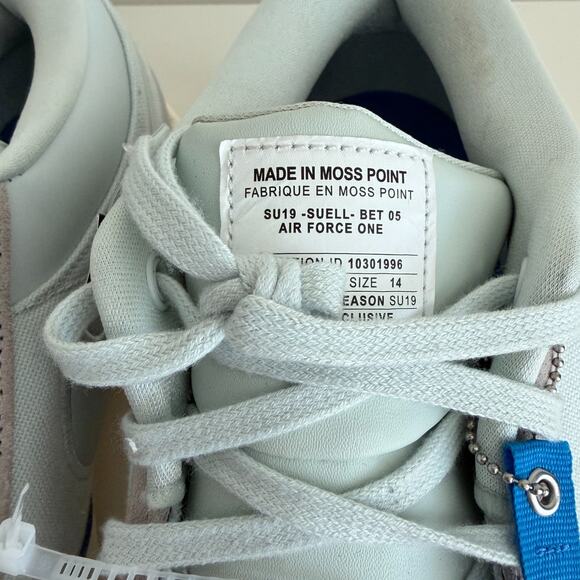 MADE IN MOSS POINT
FABRIQUE EN MOSS POINT
SU19 -SUELL- BET 05
AIR FORCE ONE
ID 10301996
SIZE 14
SU19